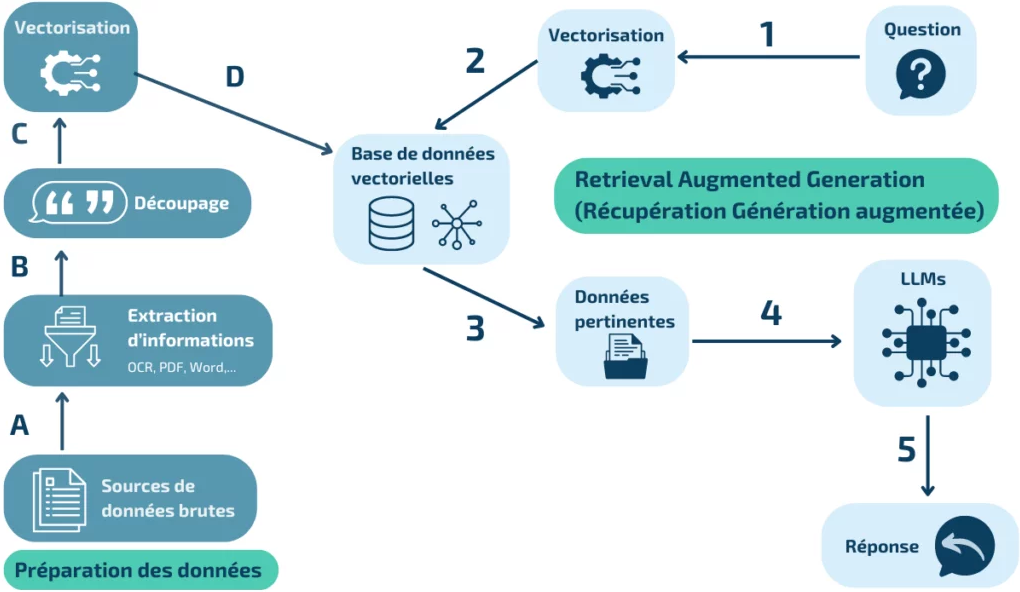 Vectorisation
C
Découpage
B
Extraction
d'informations
OCR, PDF, Word,...
A
Sources de
données brutes
Préparation des données
D
Question
1
Vectorisation
2
Base de données
vectorielles
Retrieval Augmented Generation
(Récupération Génération augmentée)
3
Données
pertinentes
4
LLMs
5
Réponse